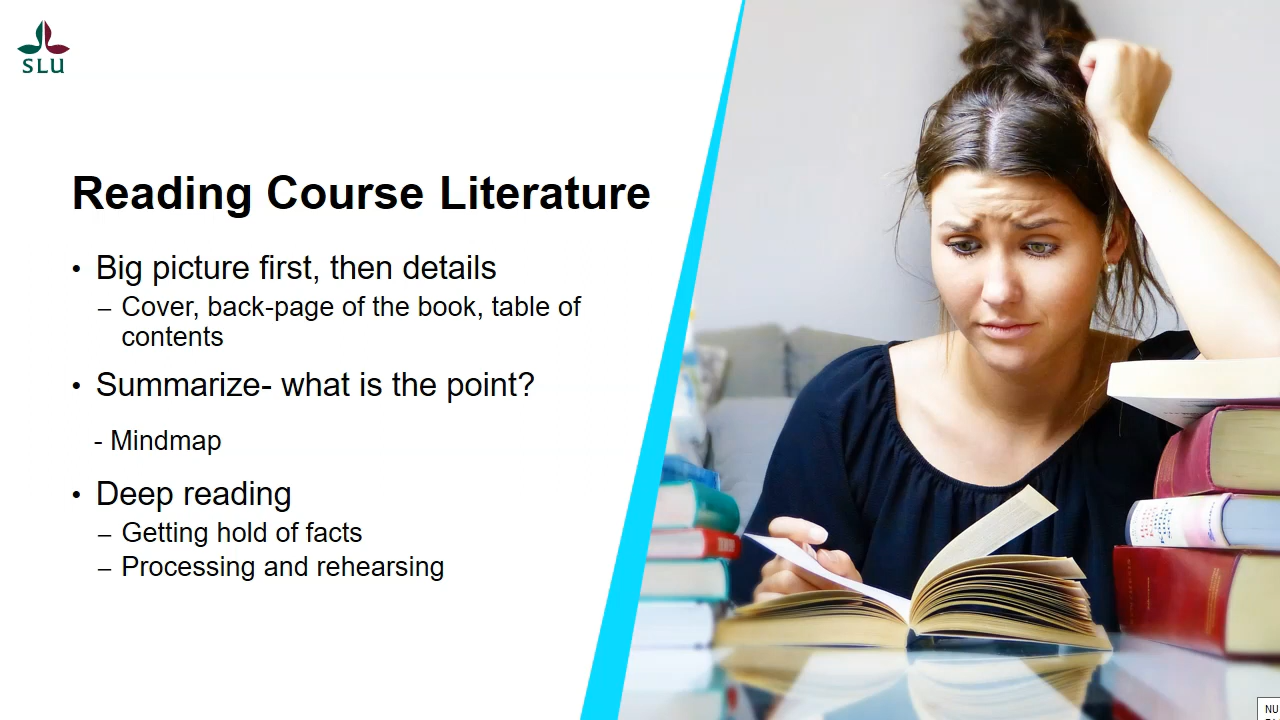 SLU
Reading Course Literature
• Big picture first, then details
– Cover, back-page of the book, table of
contents
• Summarize- what is the point?
- Mindmap
• Deep reading
– Getting hold of facts
– Processing and rehearsing
NU